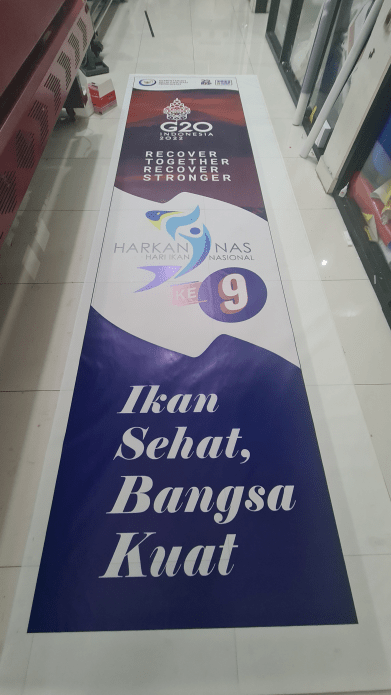 G20
INDONESIA
2022
RECOVER
TOGETHER
RECOVER
STRONGER
HARKANNAS
HARI IKAN NASIONAL
KE 9
Ikan
Sehat,
Bangsa
Kuat